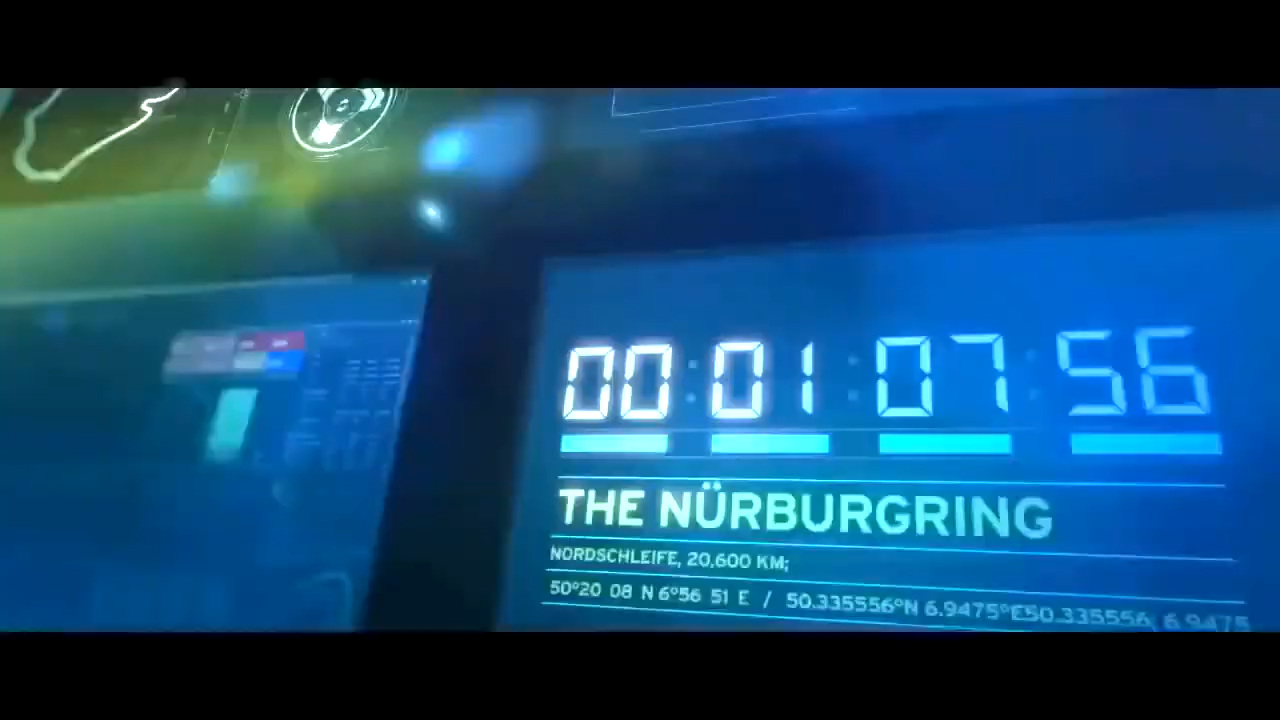 00:01:07:56
THE NÜRBURGRING
NORDSCHLEIFE, 20,600 KM;
50°20 08 N 6°56 51 E / 50.335556°N 6.9475°E50.335556; 6.9475